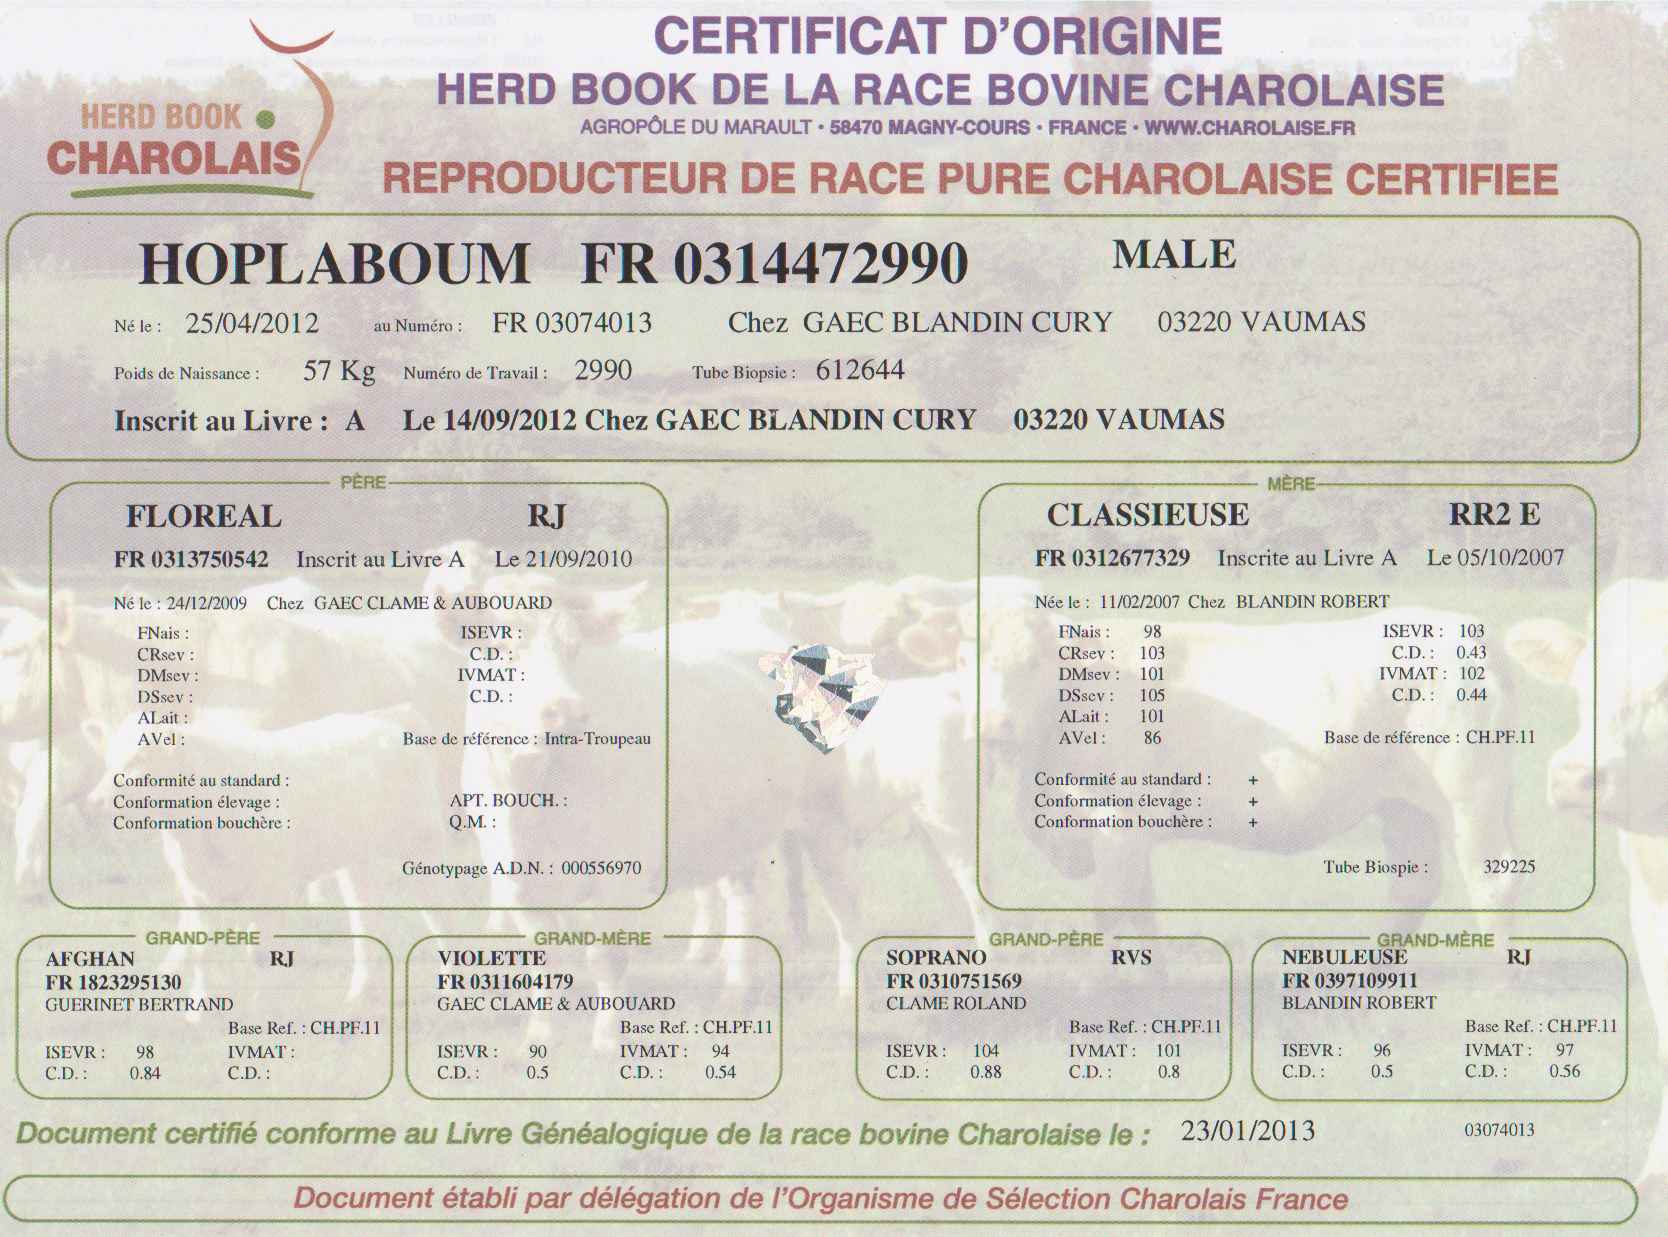 CERTIFICAT D'ORIGINE
HERD BOOK DE LA RACE BOVINE CHAROLAISE
AGROPÔLE DU MARAULT • 58470 MAGNY-COURS • FRANCE • WWW.CHAROLAISE.FR
HERD BOOK
CHAROLAIS
REPRODUCTEUR DE RACE PURE CHAROLAISE CERTIFIEE
HOPLABOUM FR 0314472990 MALE
Né le : 25/04/2012 au Numéro : FR 03074013 Chez GAEC BLANDIN CURY 03220 VAUMAS
Poids de Naissance : 57 Kg Numéro de Travail : 2990 Tube Biopsie : 612644
Inscrit au Livre : A Le 14/09/2012 Chez GAEC BLANDIN CURY 03220 VAUMAS
PÈRE
FLOREAL RJ
FR 0313750542 Inscrit au Livre A Le 21/09/2010
Né le : 24/12/2009 Chez GAEC CLAME & AUBOUARD
FNais : ISEVR :
CRsev : C.D. :
DMsev : IVMAT :
DSsev : C.D. :
ALait :
AVel : Base de référence : Intra-Troupeau
Conformité au standard :
Conformation élevage : APT. BOUCH. :
Conformation bouchère : Q.M. :
Génotypage A.D.N. : 000556970
MÈRE
CLASSIEUSE RR2 E
FR 0312677329 Inscrite au Livre A Le 05/10/2007
Née le : 11/02/2007 Chez BLANDIN ROBERT
FNais : 98 ISEVR : 103
CRsev : 103 C.D. : 0.43
DMsev : 101 IVMAT : 102
DSsev : 105 C.D. : 0.44
ALait : 101
AVel : 86 Base de référence : CH.PF.11
Conformité au standard : +
Conformation élevage : +
Conformation bouchère : +
Tube Biospie : 329225
GRAND-PÈRE
AFGHAN RJ
FR 1823295130
GUERINET BERTRAND
Base Ref. : CH.PF.11
ISEVR : 98 IVMAT :
C.D. : 0.84 C.D. :
GRAND-MÈRE
VIOLETTE
FR 0311604179
GAEC CLAME & AUBOUARD
Base Ref. : CH.PF.11
ISEVR : 90 IVMAT : 94
C.D. : 0.5 C.D. : 0.54
GRAND-PÈRE
SOPRANO RVS
FR 0310751569
CLAME ROLAND
Base Ref. : CH.PF.11
ISEVR : 104 IVMAT : 101
C.D. : 0.88 C.D. : 0.8
GRAND-MÈRE
NEBULEUSE RJ
FR 0397109911
BLANDIN ROBERT
Base Ref. : CH.PF.11
ISEVR : 96 IVMAT : 97
C.D. : 0.5 C.D. : 0.56
Document certifié conforme au Livre Généalogique de la race bovine Charolaise le : 23/01/2013 03074013
Document établi par délégation de l'Organisme de Sélection Charolais France